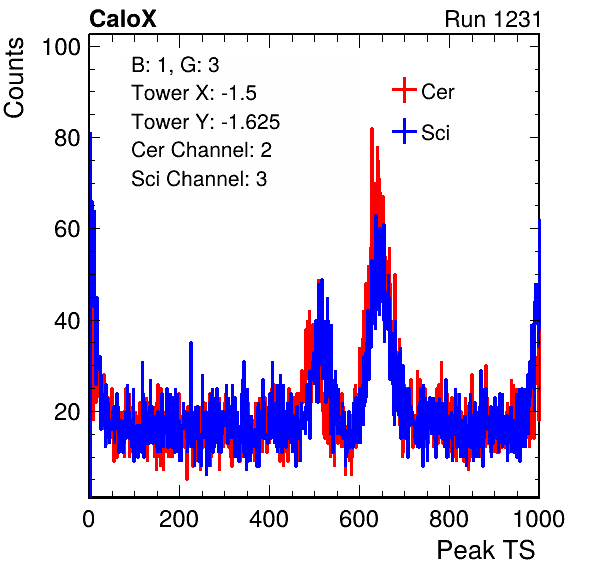 CaloX Run 1231
Counts
100
80
60
40
20
B: 1, G: 3
Tower X: -1.5
Tower Y: -1.625
Cer Channel: 2
Sci Channel: 3
Cer
Sci
0 200 400 600 800 1000
Peak TS